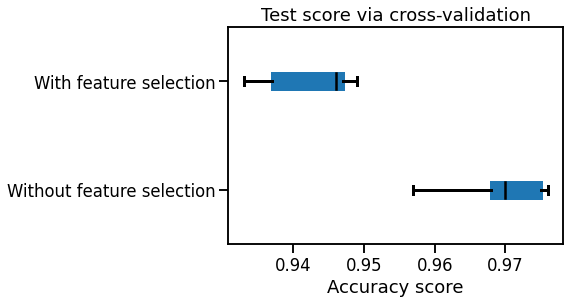 Test score via cross-validation
With feature selection
Without feature selection
0.94 0.95 0.96 0.97
Accuracy score